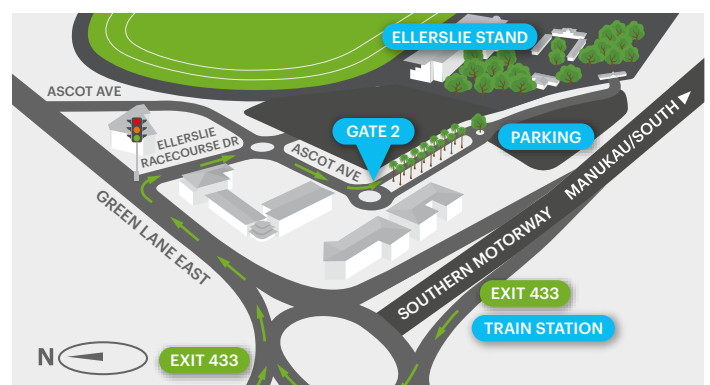 ELLERSLIE STAND
ASCOT AVE
ELLERSLIE
RACECOURSE DR
GATE 2
ASCOT AVE
PARKING
MANUKAU/SOUTH
GREEN LANE EAST
SOUTHERN MOTORWAY
EXIT 433
TRAIN STATION
N
EXIT 433